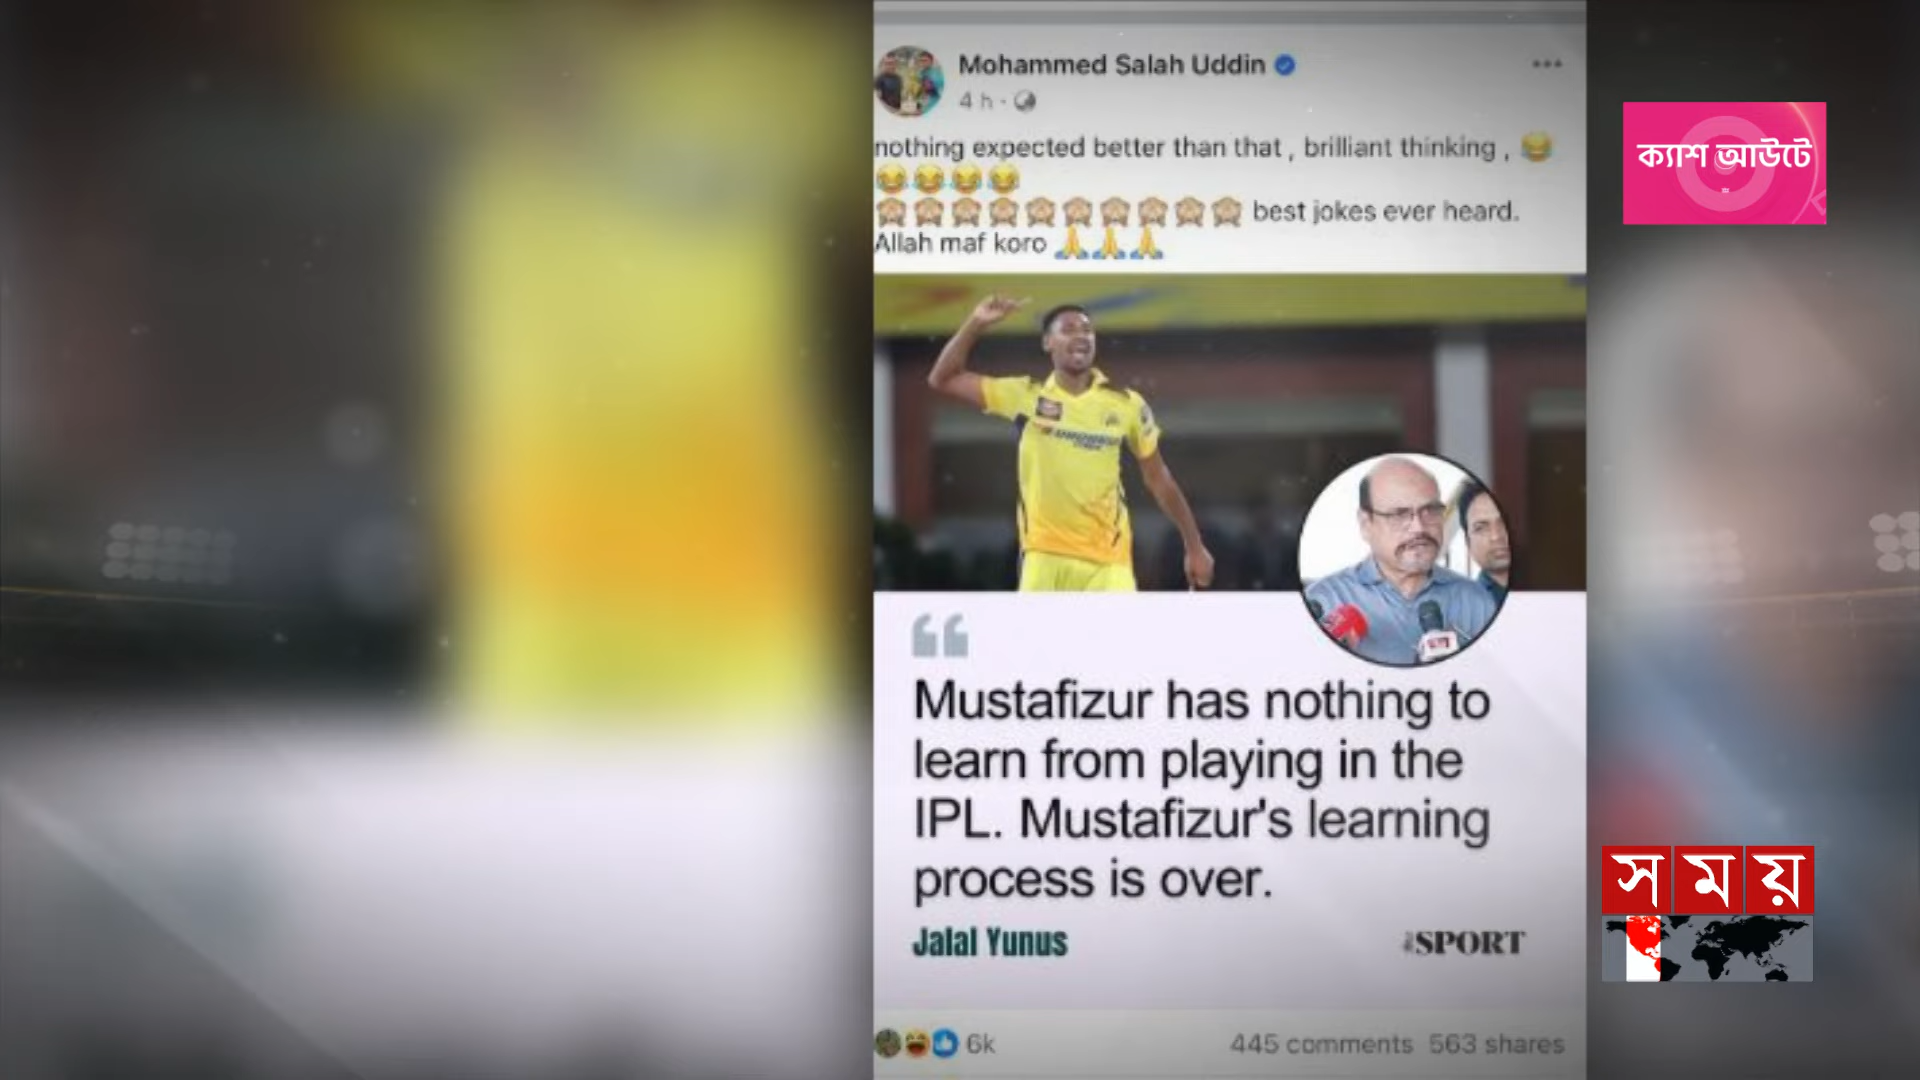 Mohammed Salah Uddin
4 h ·
nothing expected better than that , brilliant thinking , 😂
😂😂😂😂
🙈🙈🙈🙈🙈🙈🙈🙈🙈🙈 best jokes ever heard.
Allah maf koro 🙏🙏🙏
ক্যাশ আউটে
“
Mustafizur has nothing to
learn from playing in the
IPL. Mustafizur's learning
process is over.
Jalal Yunus
SPORT
সময়
6k
445 comments 563 shares